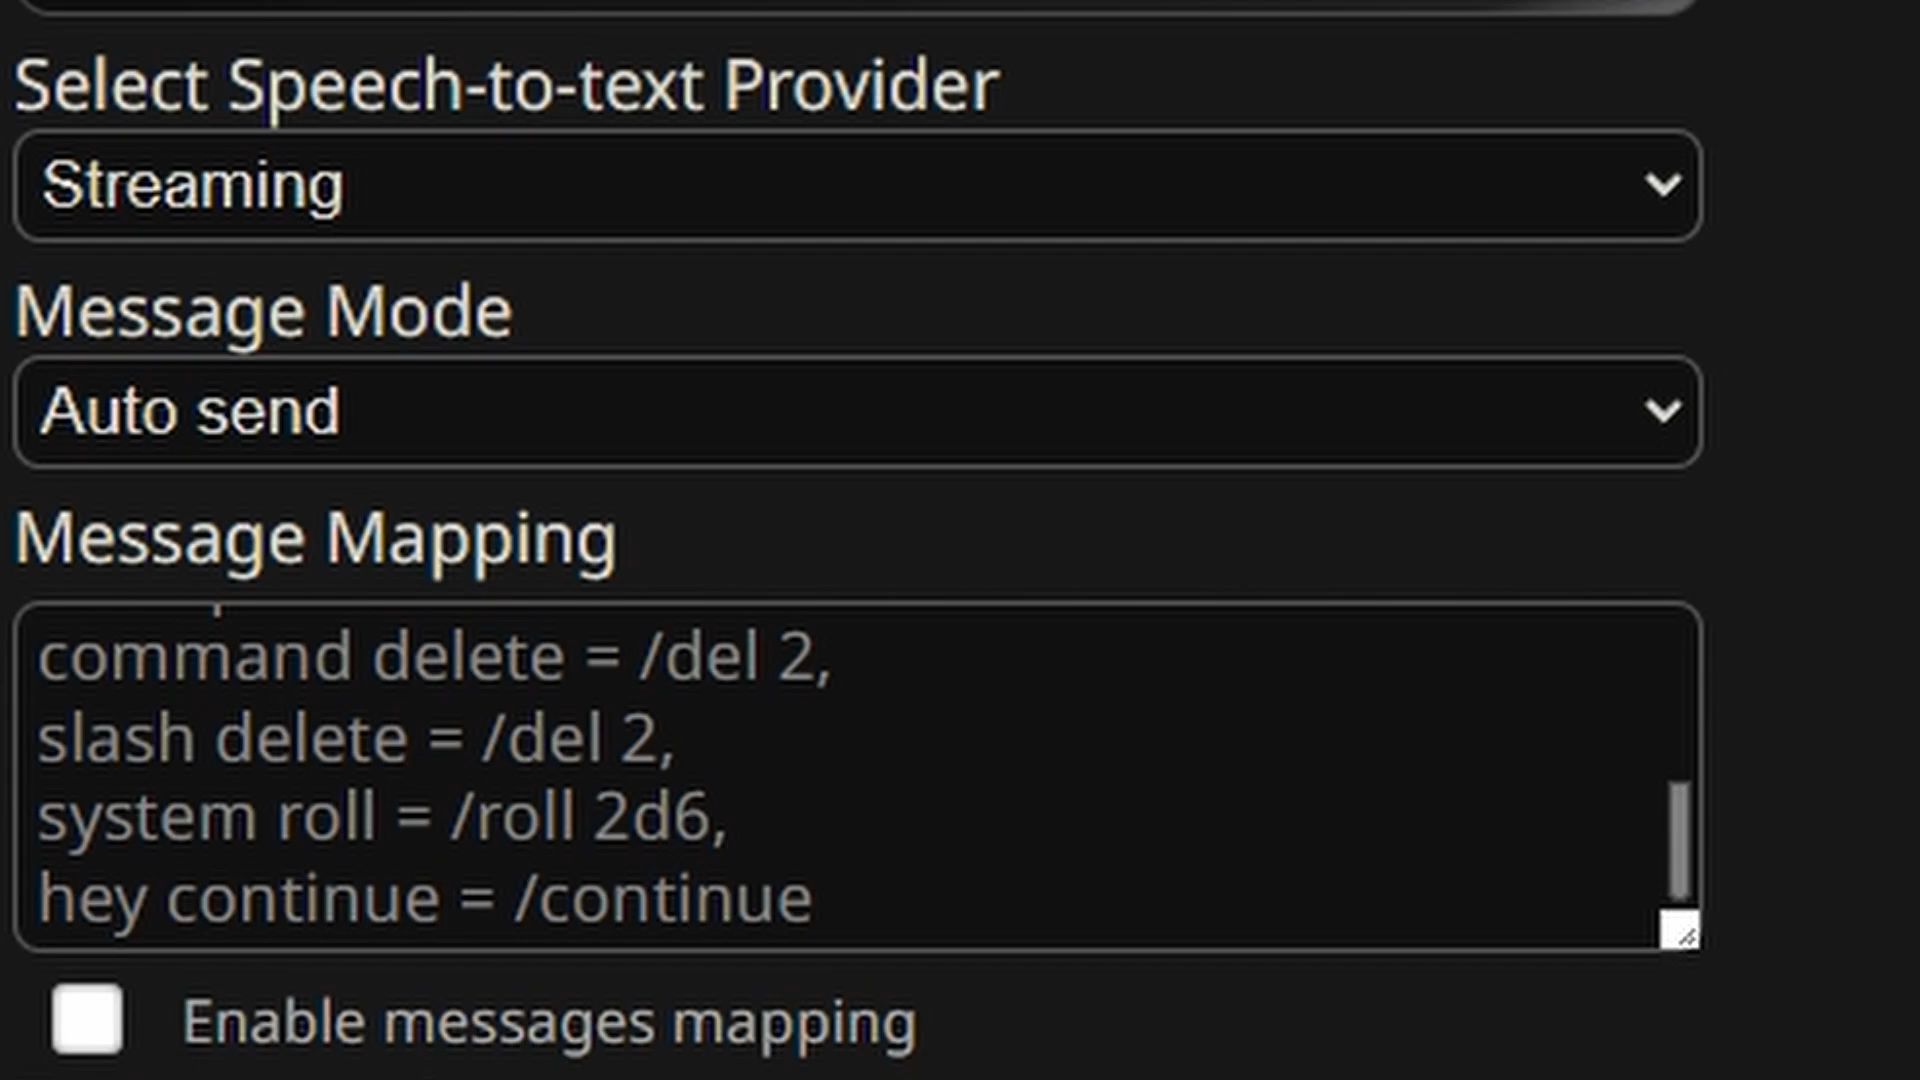 Select Speech-to-text Provider
Streaming
Message Mode
Auto send
Message Mapping
command delete = /del 2,
slash delete = /del 2,
system roll = /roll 2d6,
hey continue = /continue
Enable messages mapping